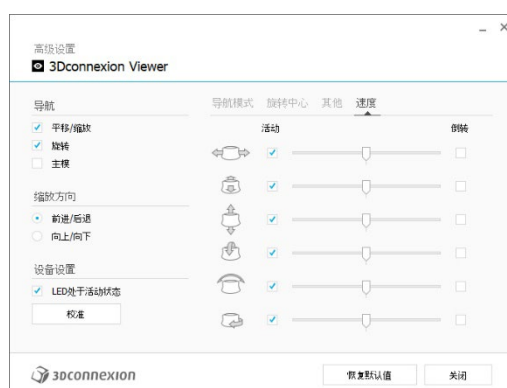 高级设置
3Dconnexion Viewer
导航
平移/缩放
旋转
主模
缩放方向
前进/后退
向上/向下
设备设置
LED处于活动状态
校准
导航模式 旋转中心 其他 速度
活动 倒转
3Dconnexion
恢复默认值 关闭